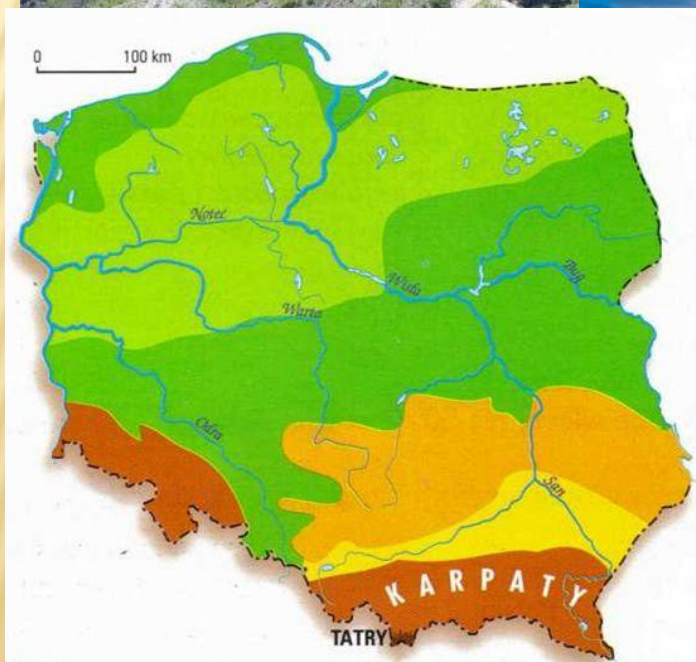 0 100 km
Noteć
Wisła
Bug
Warta
Odra
San
KARPATY
TATRY